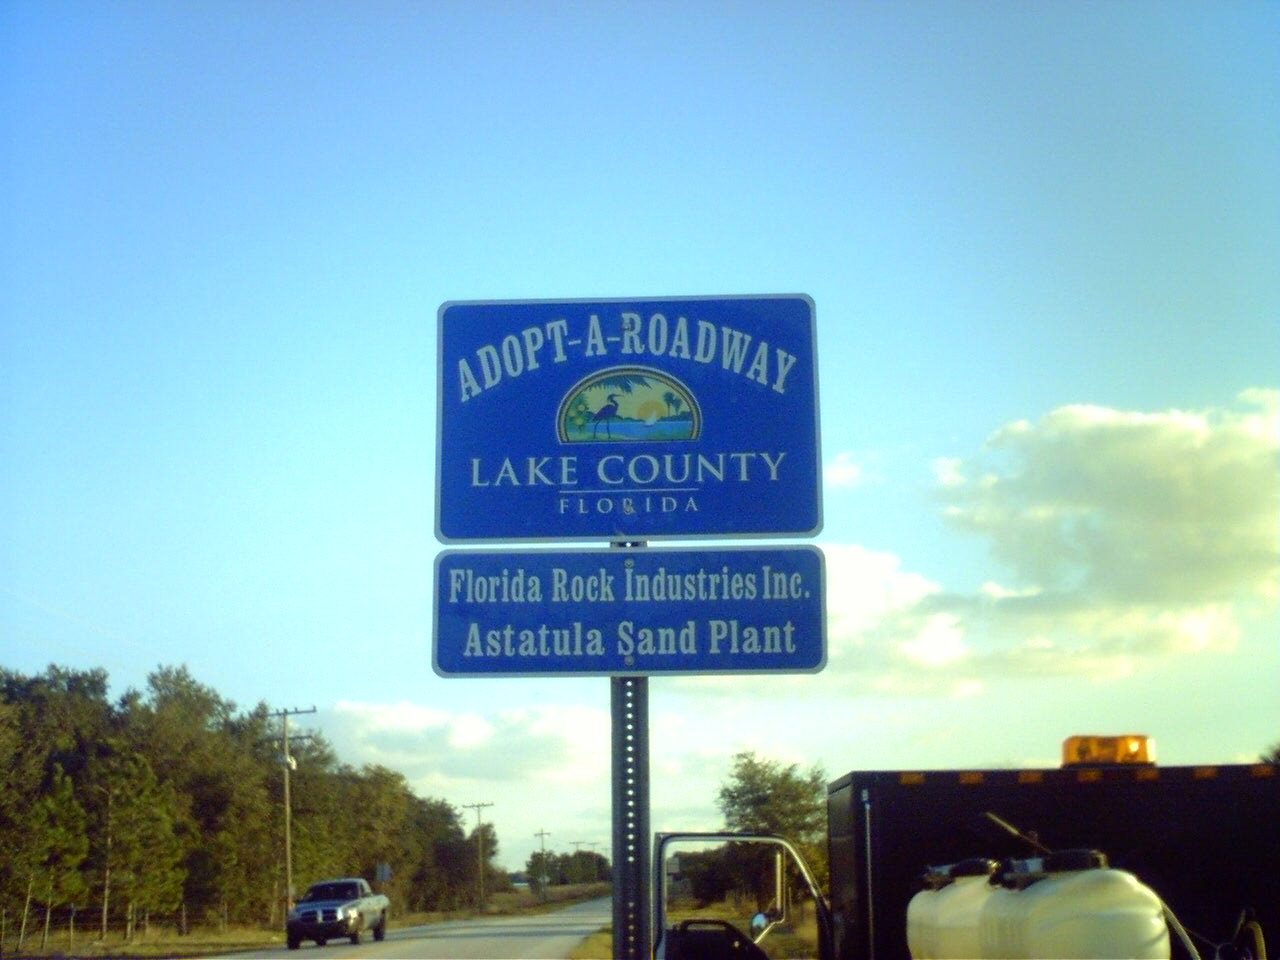 ADOPT-A-ROADWAY
LAKE COUNTY
FLORIDA
Florida Rock Industries Inc.
Astatula Sand Plant